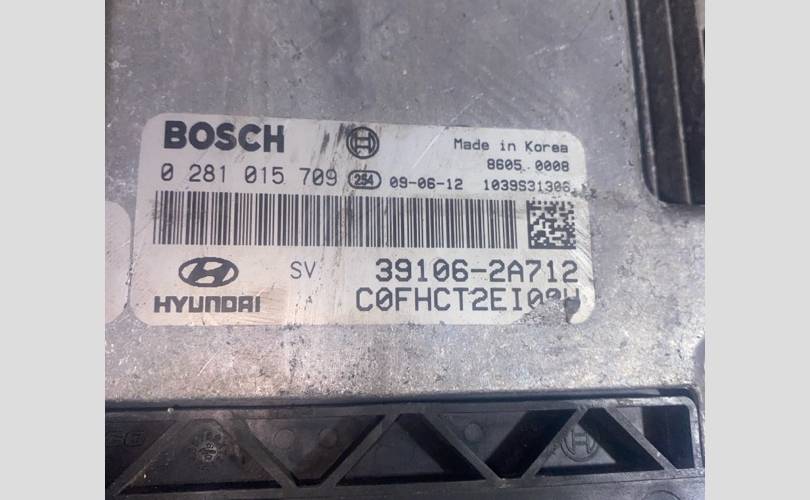 BOSCH
Made in Korea
8605 0008
0 281 015 709 254 09-06-12 1039S31306
SV 39106-2A712
HYUNDAI A